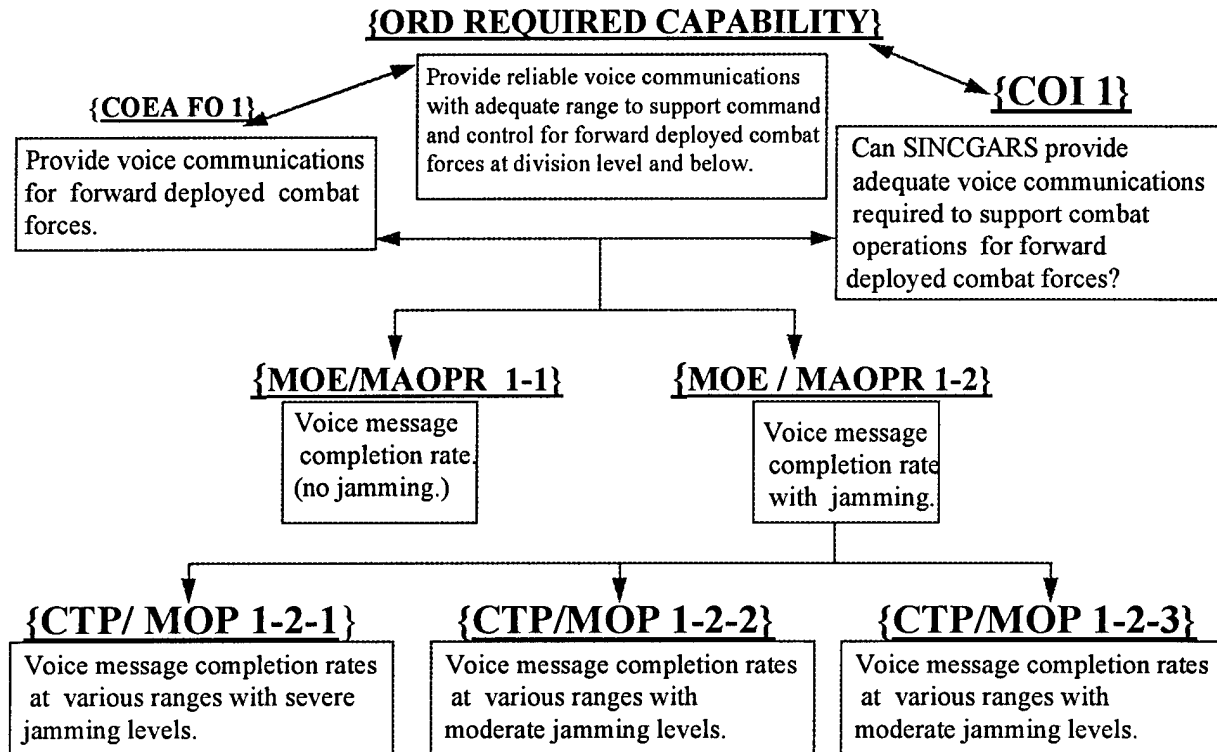 {ORD REQUIRED CAPABILITY}
Provide reliable voice communications
with adequate range to support command
and control for forward deployed combat
forces at division level and below.
{COEA FO 1}
Provide voice communications
for forward deployed combat
forces.
{COI 1}
Can SINCGARS provide
adequate voice communications
required to support combat
operations for forward
deployed combat forces?
{MOE/MAOPR 1-1}
Voice message
completion rate.
(no jamming.)
{MOE / MAOPR 1-2}
Voice message
completion rate
with jamming.
{CTP/ MOP 1-2-1}
Voice message completion rates
at various ranges with severe
jamming levels.
{CTP/MOP 1-2-2}
Voice message completion rates
at various ranges with
moderate jamming levels.
{CTP/MOP 1-2-3}
Voice message completion rates
at various ranges with
moderate jamming levels.